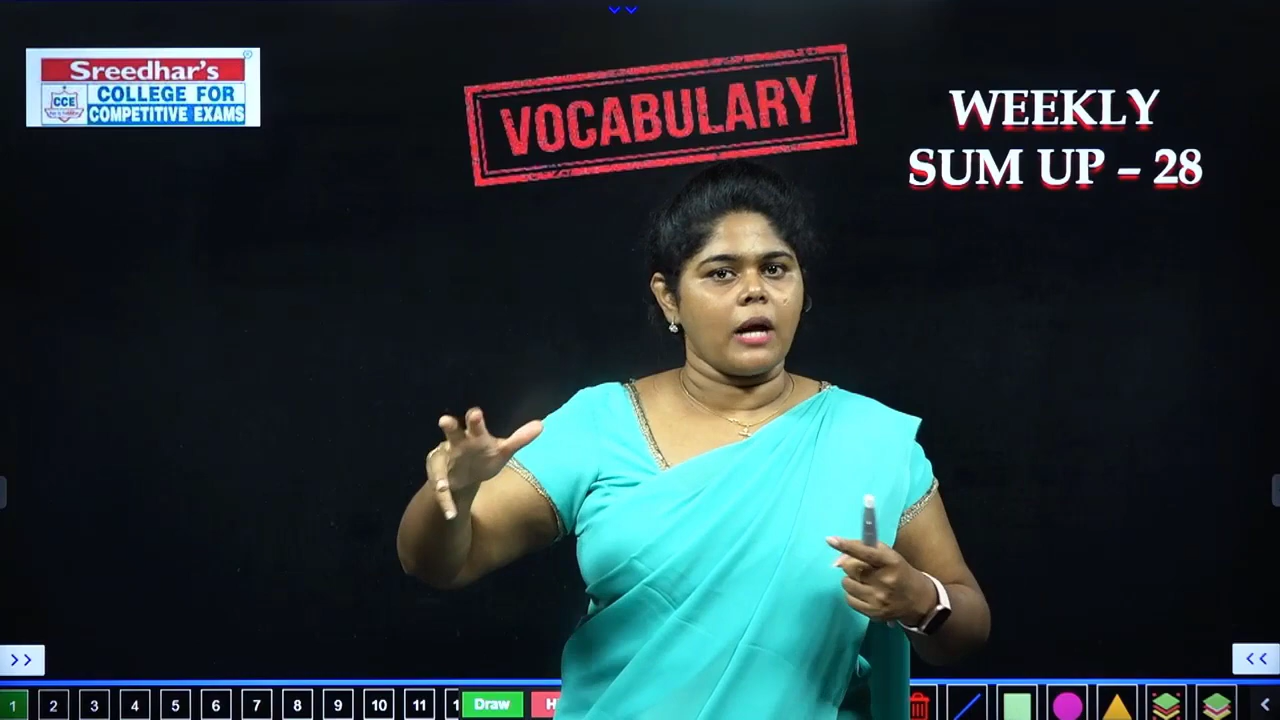 Sreedhar's
CCE
COLLEGE FOR
COMPETITIVE EXAMS
VOCABULARY
WEEKLY
SUM UP – 28
>>
<<
1 2 3 4 5 6 7 8 9 10 11
Draw